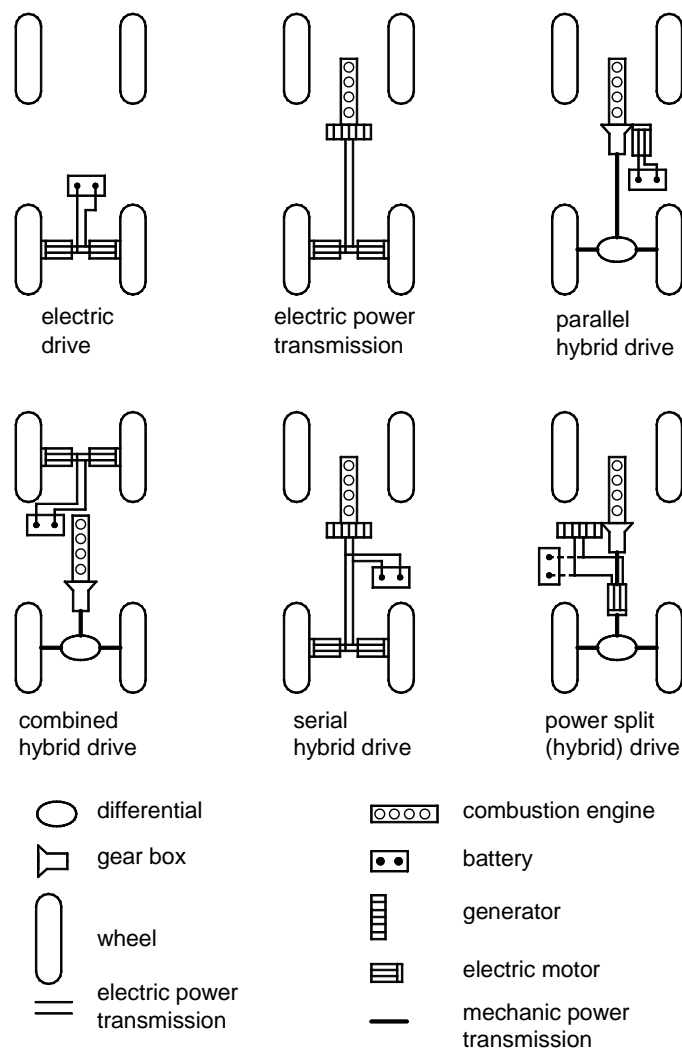 electric
drive
electric power
transmission
parallel
hybrid drive
combined
hybrid drive
serial
hybrid drive
power split
(hybrid) drive
differential
combustion engine
gear box
battery
wheel
generator
electric power
transmission
electric motor
mechanic power
transmission